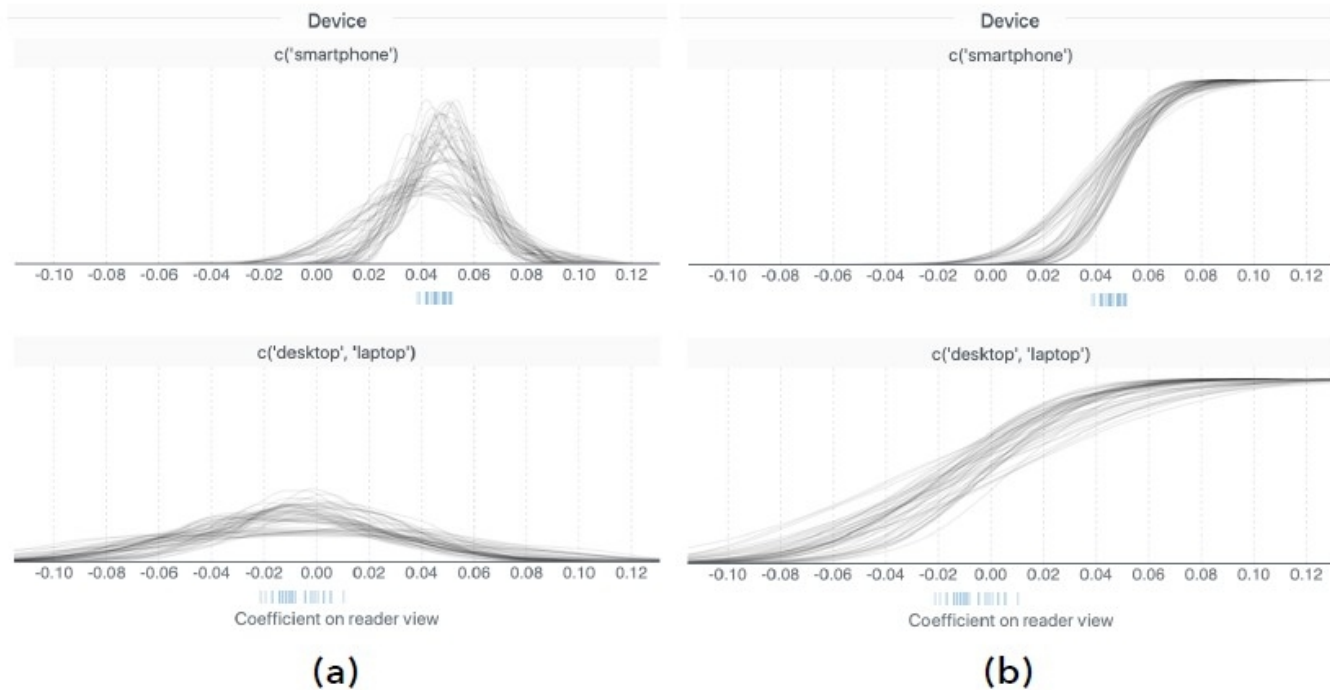 Device
c('smartphone')
-0.10 -0.08 -0.06 -0.04 -0.02 0.00 0.02 0.04 0.06 0.08 0.10 0.12
c('desktop', 'laptop')
-0.10 -0.08 -0.06 -0.04 -0.02 0.00 0.02 0.04 0.06 0.08 0.10 0.12
Coefficient on reader view
(a)
Device
c('smartphone')
-0.10 -0.08 -0.06 -0.04 -0.02 0.00 0.02 0.04 0.06 0.08 0.10 0.12
c('desktop', 'laptop')
-0.10 -0.08 -0.06 -0.04 -0.02 0.00 0.02 0.04 0.06 0.08 0.10 0.12
Coefficient on reader view
(b)